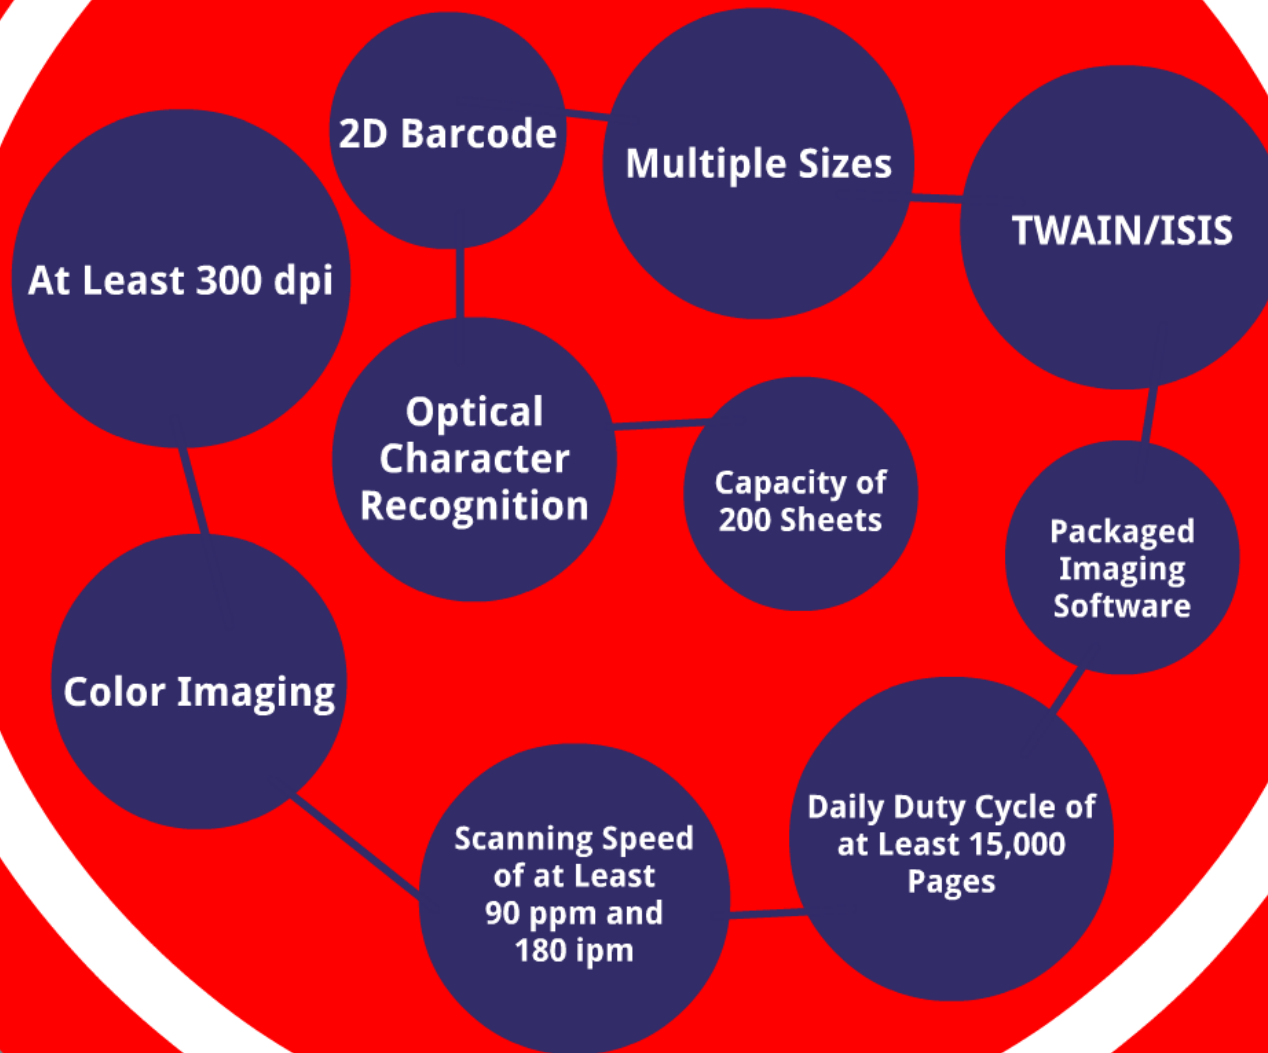 2D Barcode
Multiple Sizes
TWAIN/ISIS
At Least 300 dpi
Optical
Character
Recognition
Capacity of
200 Sheets
Packaged
Imaging
Software
Color Imaging
Scanning Speed
of at Least
90 ppm and
180 ipm
Daily Duty Cycle of
at Least 15,000
Pages